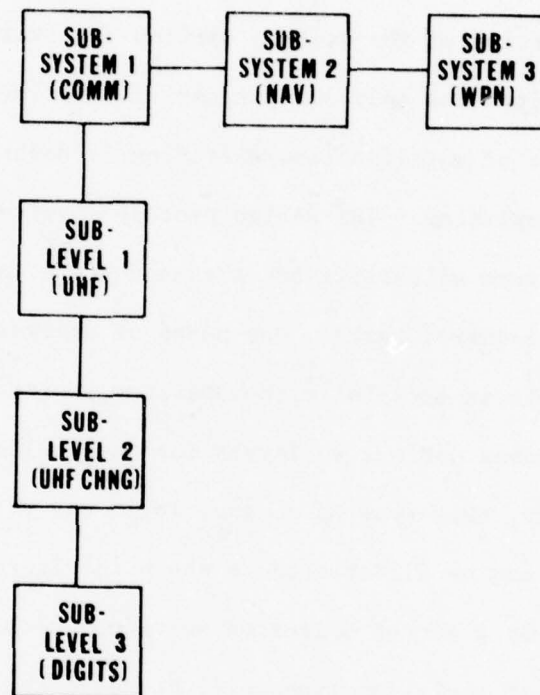 SUB-
SYSTEM 1
(COMM)
SUB
SYSTEM 2
(NAV)
SUB-
SYSTEM 3
(WPN)
SUB-
LEVEL 1
(UHF)
SUB-
LEVEL 2
(UHF CHNG)
SUB-
LEVEL 3
(DIGITS)